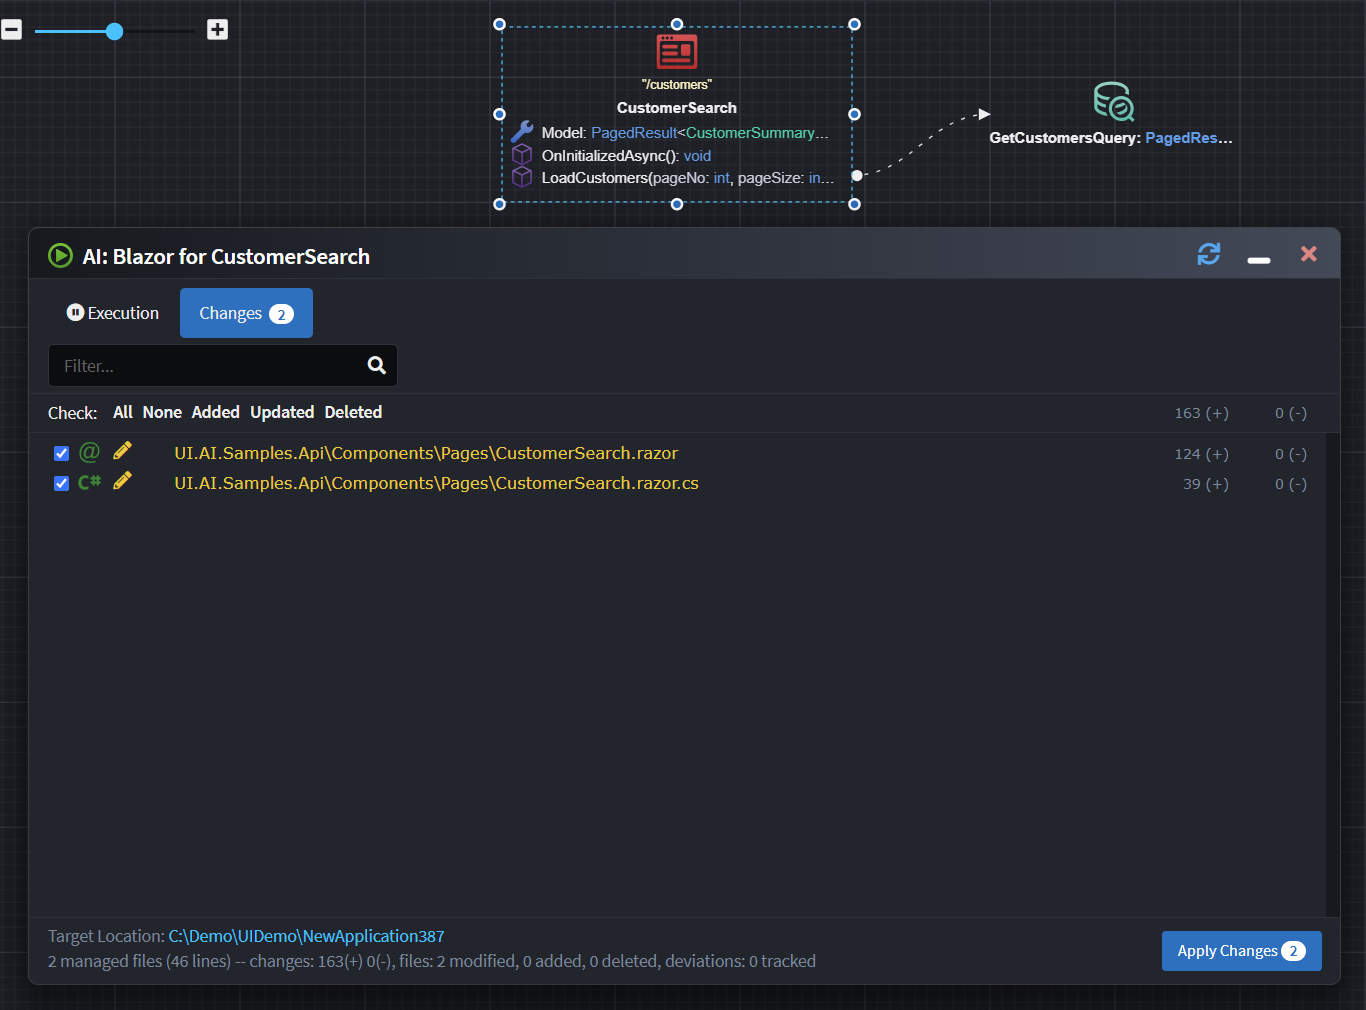 "/customers"
CustomerSearch
Model: PagedResult<CustomerSummary...
OnInitializedAsync(): void
LoadCustomers(pageNo: int, pageSize: in...
GetCustomersQuery: PagedRes...
AI: Blazor for CustomerSearch
Execution
Changes 2
Filter...
Check: All None Added Updated Deleted 163 (+) 0 (-)
@ UI.AI.Samples.Api\Components\Pages\CustomerSearch.razor 124 (+) 0 (-)
C# UI.AI.Samples.Api\Components\Pages\CustomerSearch.razor.cs 39 (+) 0 (-)
Target Location: C:\Demo\UIDemo\NewApplication387
2 managed files (46 lines) -- changes: 163(+) 0(-), files: 2 modified, 0 added, 0 deleted, deviations: 0 tracked
Apply Changes 2